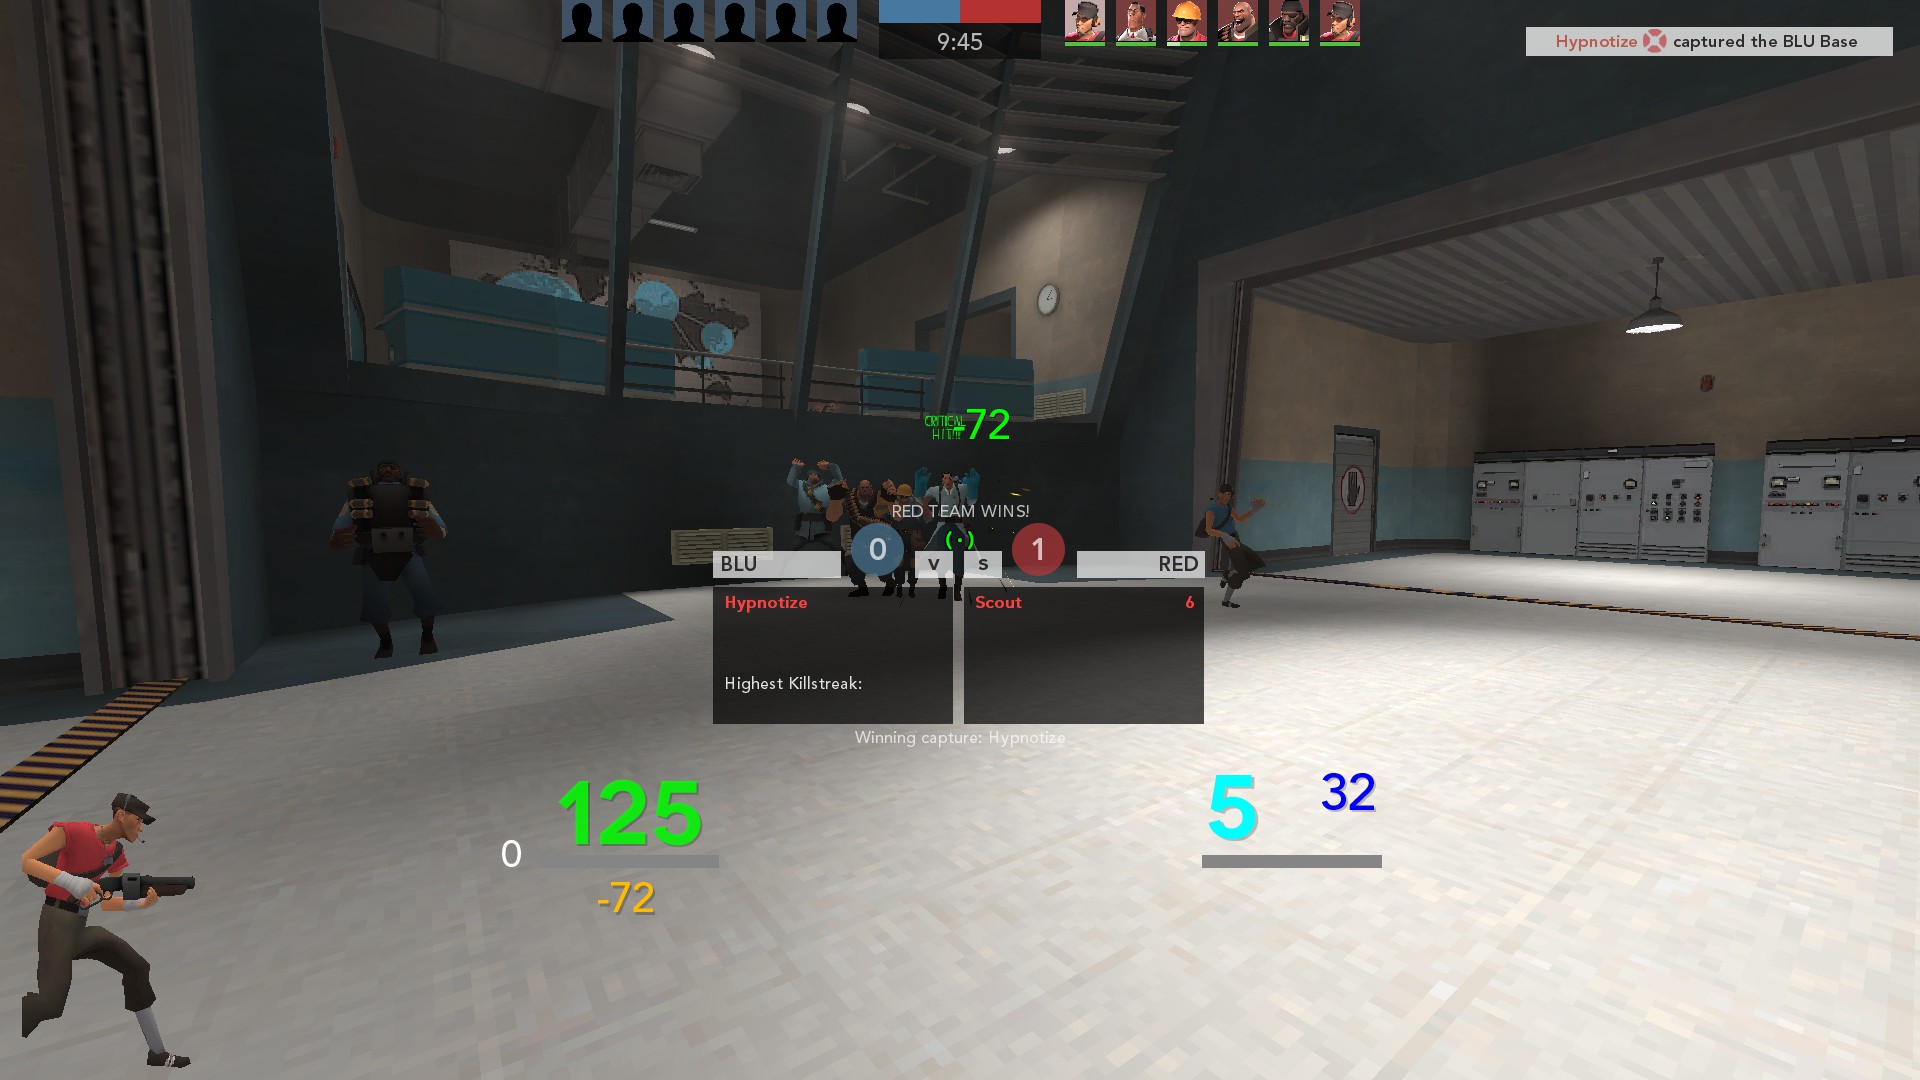 9:45
Hypnotize captured the BLU Base
CRITICAL
HIT!!!
-72
RED TEAM WINS!
BLU
0
v s
1
RED
Hypnotize
Scout 6
Highest Killstreak:
Winning capture: Hypnotize
125
5
32
0
-72